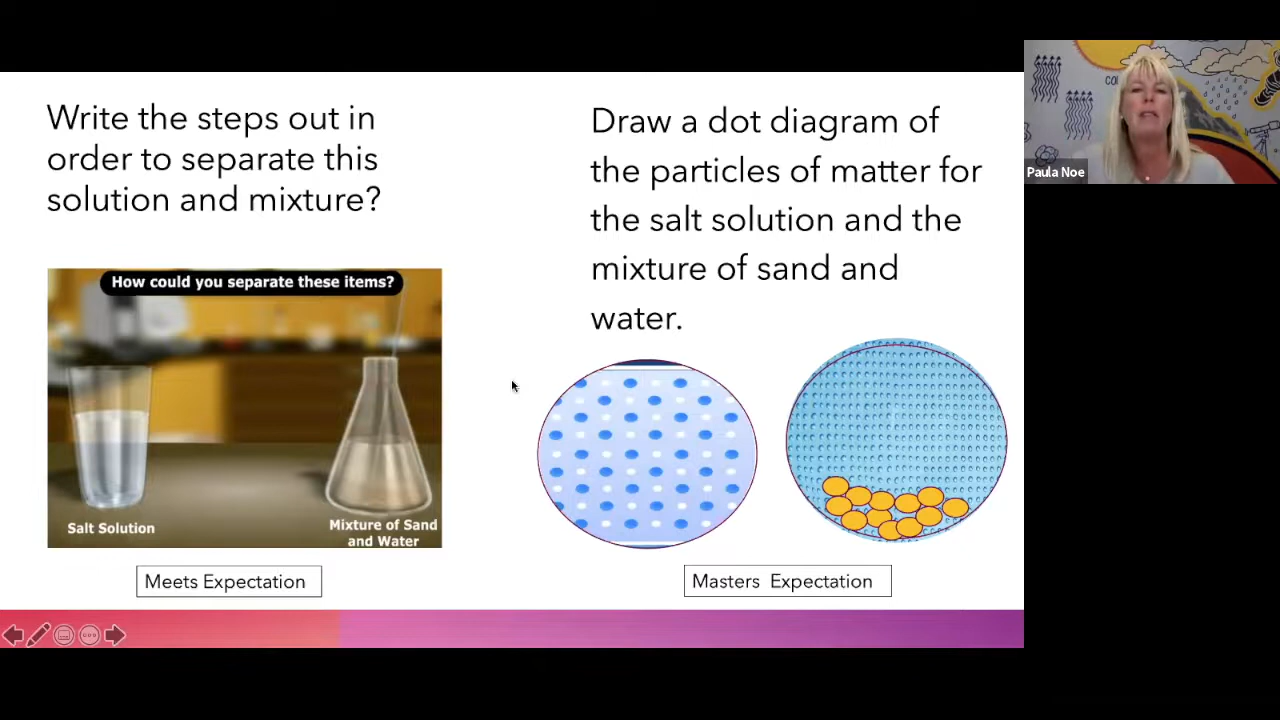 Write the steps out in
order to separate this
solution and mixture?
How could you separate these items?
Salt Solution
Mixture of Sand
and Water
Meets Expectation
Draw a dot diagram of
the particles of matter for
the salt solution and the
mixture of sand and
water.
Masters Expectation
Paula Noe